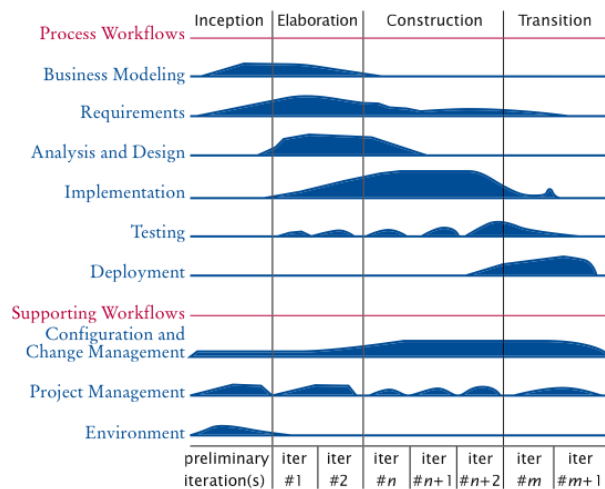 Inception Elaboration Construction Transition
Process Workflows
Business Modeling
Requirements
Analysis and Design
Implementation
Testing
Deployment
Supporting Workflows
Configuration and
Change Management
Project Management
Environment
preliminary iter iter iter iter iter iter iter
iteration(s) #1 #2 #n #n+1 #n+2 #m #m+1